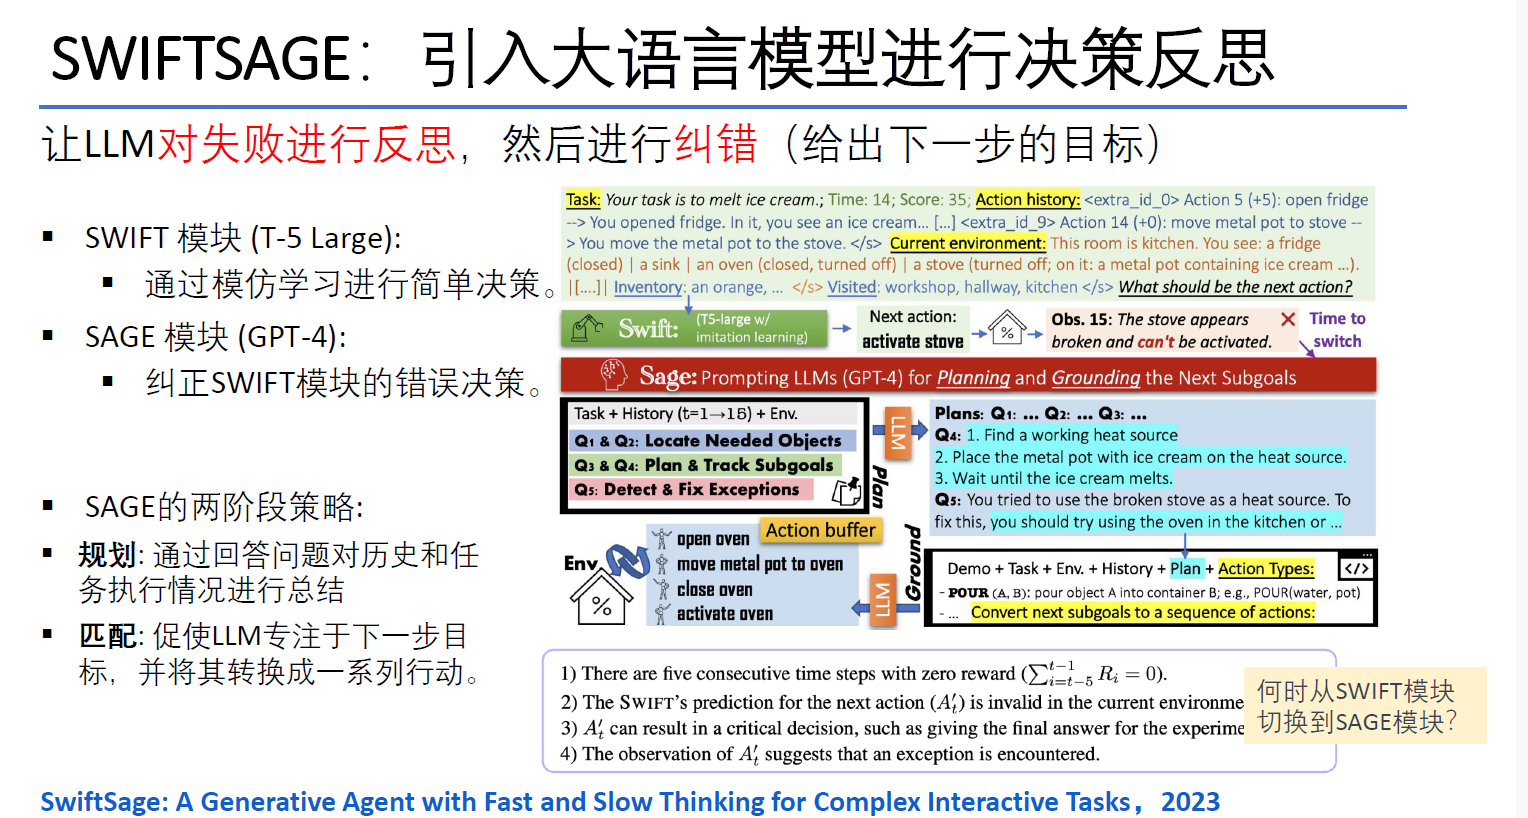 SWIFTSAGE： 引入大语言模型进行决策反思
让LLM对失败进行反思，然后进行纠错（给出下一步的目标）
▪ SWIFT 模块 (T-5 Large):
▪ 通过模仿学习进行简单决策。
▪ SAGE 模块 (GPT-4):
▪ 纠正SWIFT模块的错误决策。
▪ SAGE的两阶段策略:
▪ 规划: 通过回答问题对历史和任
务执行情况进行总结
▪ 匹配: 促使LLM专注于下一步目
标，并将其转换成一系列行动。
Task: Your task is to melt ice cream.; Time: 14; Score: 35; Action history: <extra_id_0> Action 5 (+5): open fridge
--> You opened fridge. In it, you see an ice cream... [...] <extra_id_9> Action 14 (+0): move metal pot to stove --
> You move the metal pot to the stove. </s> Current environment: This room is kitchen. You see: a fridge
(closed) | a sink | an oven (closed, turned off) | a stove (turned off; on it: a metal pot containing ice cream ...).
|[....]| Inventory: an orange, ... </s> Visited: workshop, hallway, kitchen </s> What should be the next action?
Swift: (T5-large w/
imitation learning)
Next action:
activate stove
%
Obs. 15: The stove appears
broken and can't be activated.
Time to
switch
Sage: Prompting LLMs (GPT-4) for Planning and Grounding the Next Subgoals
Task + History (t=1→15) + Env.
Q1 & Q2: Locate Needed Objects
Q3 & Q4: Plan & Track Subgoals
Q5: Detect & Fix Exceptions
Plan
LLM
Plans: Q1: ... Q2: ... Q3: ...
Q4: 1. Find a working heat source
2. Place the metal pot with ice cream on the heat source.
3. Wait until the ice cream melts.
Q5: You tried to use the broken stove as a heat source. To
fix this, you should try using the oven in the kitchen or ...
Demo + Task + Env. + History + Plan + Action Types:
</>
- POUR (A, B): pour object A into container B; e.g., POUR(water, pot)
- ... Convert next subgoals to a sequence of actions:
Ground
LLM
Action buffer
open oven
move metal pot to oven
close oven
activate oven
Env.
%
1) There are five consecutive time steps with zero reward (∑_{i=t−5}^{t−1} R_i = 0).
2) The SWIFT's prediction for the next action (A′_t) is invalid in the current environme
3) A′_t can result in a critical decision, such as giving the final answer for the experime
4) The observation of A′_t suggests that an exception is encountered.
何时从SWIFT模块
切换到SAGE模块？
SwiftSage: A Generative Agent with Fast and Slow Thinking for Complex Interactive Tasks，2023